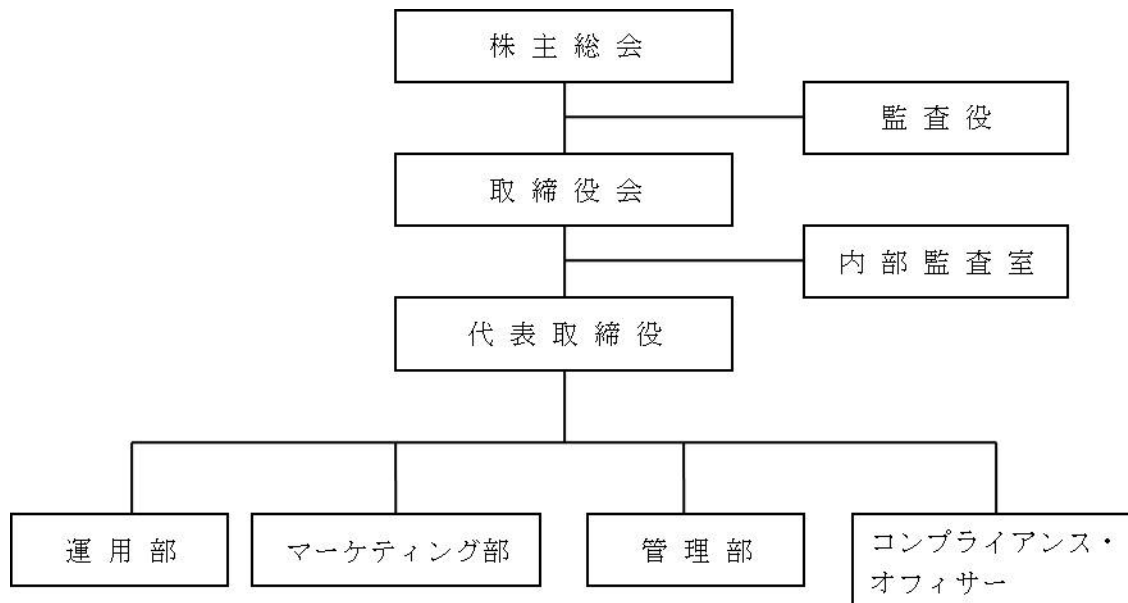 株主総会
監査役
取締役会
内部監査室
代表取締役
運用部
マーケティング部
管理部
コンプライアンス・
オフィサー